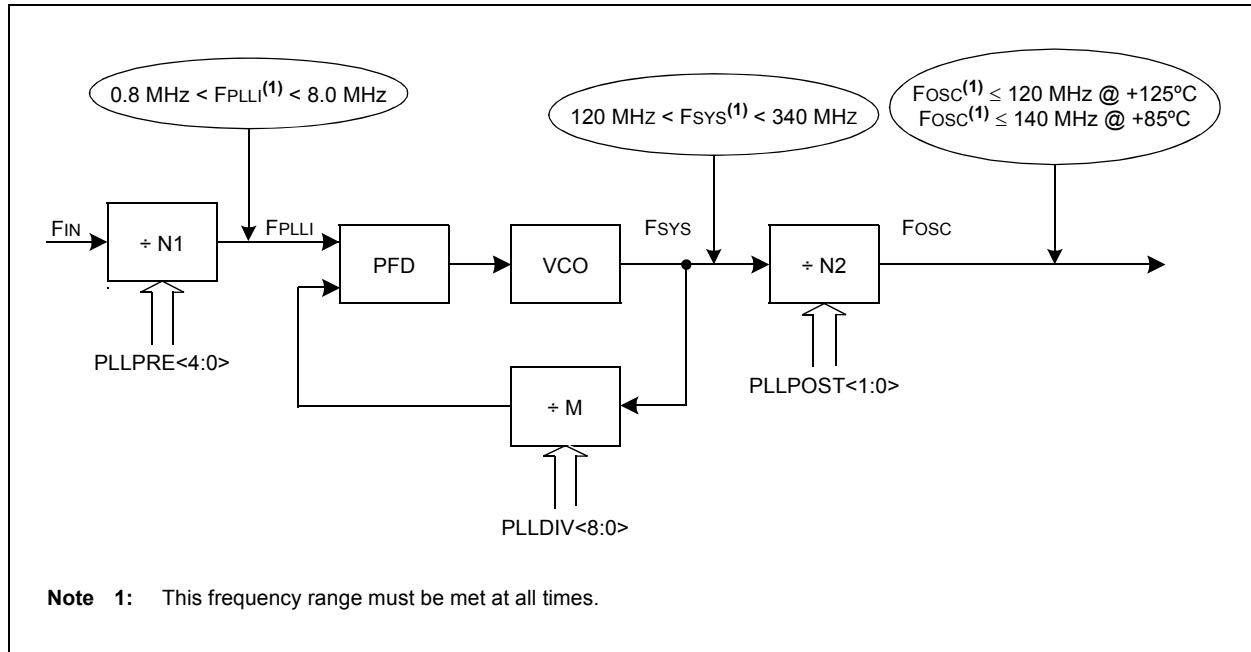 0.8 MHz < FPLLI(1) < 8.0 MHz
120 MHz < FSYS(1) < 340 MHz
FOSC(1) ≤ 120 MHz @ +125ºC
FOSC(1) ≤ 140 MHz @ +85ºC
FIN
÷ N1
FPLLI
PFD
VCO
FSYS
÷ N2
FOSC
PLLPRE<4:0>
÷ M
PLLPOST<1:0>
PLLDIV<8:0>
Note 1: This frequency range must be met at all times.